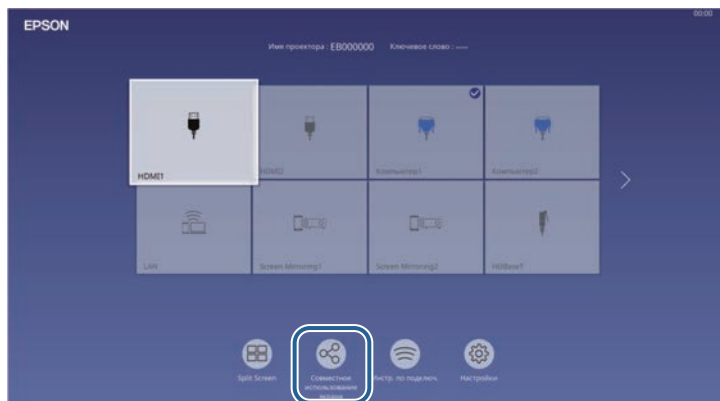 00:00
EPSON
Имя проектора : EB000000 Ключевое слово : ----
HDMI1
HDMI2
Компьютер1
Компьютер2
LAN
Screen Mirroring1
Screen Mirroring2
HDBaseT
Split Screen
Совместное
использование
экрана
Инстр. по подключ.
Настройки